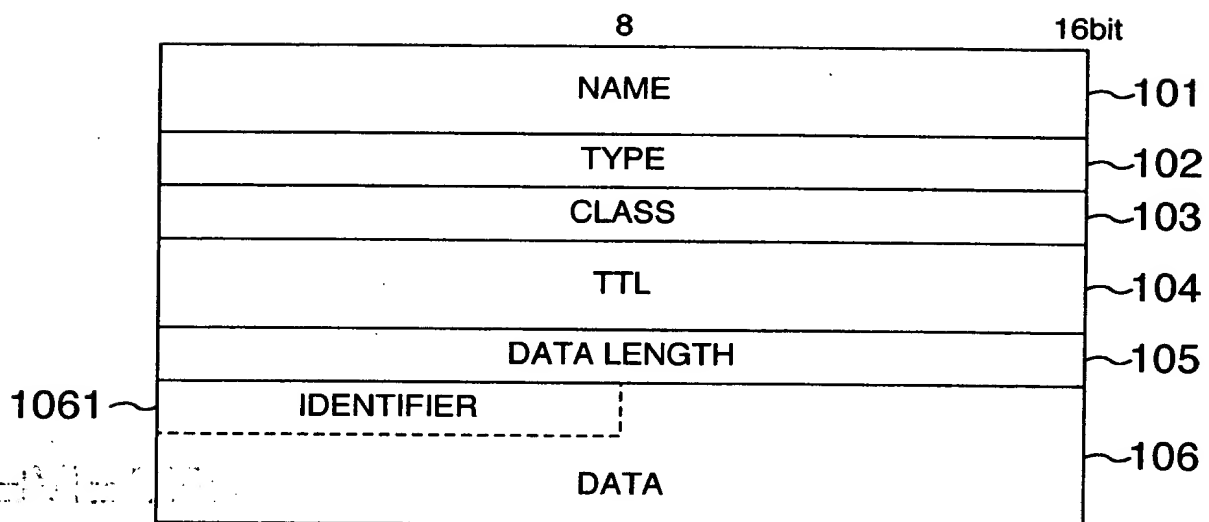 8 16bit
NAME 101
TYPE 102
CLASS 103
TTL 104
DATA LENGTH 105
1061 IDENTIFIER
106
DATA